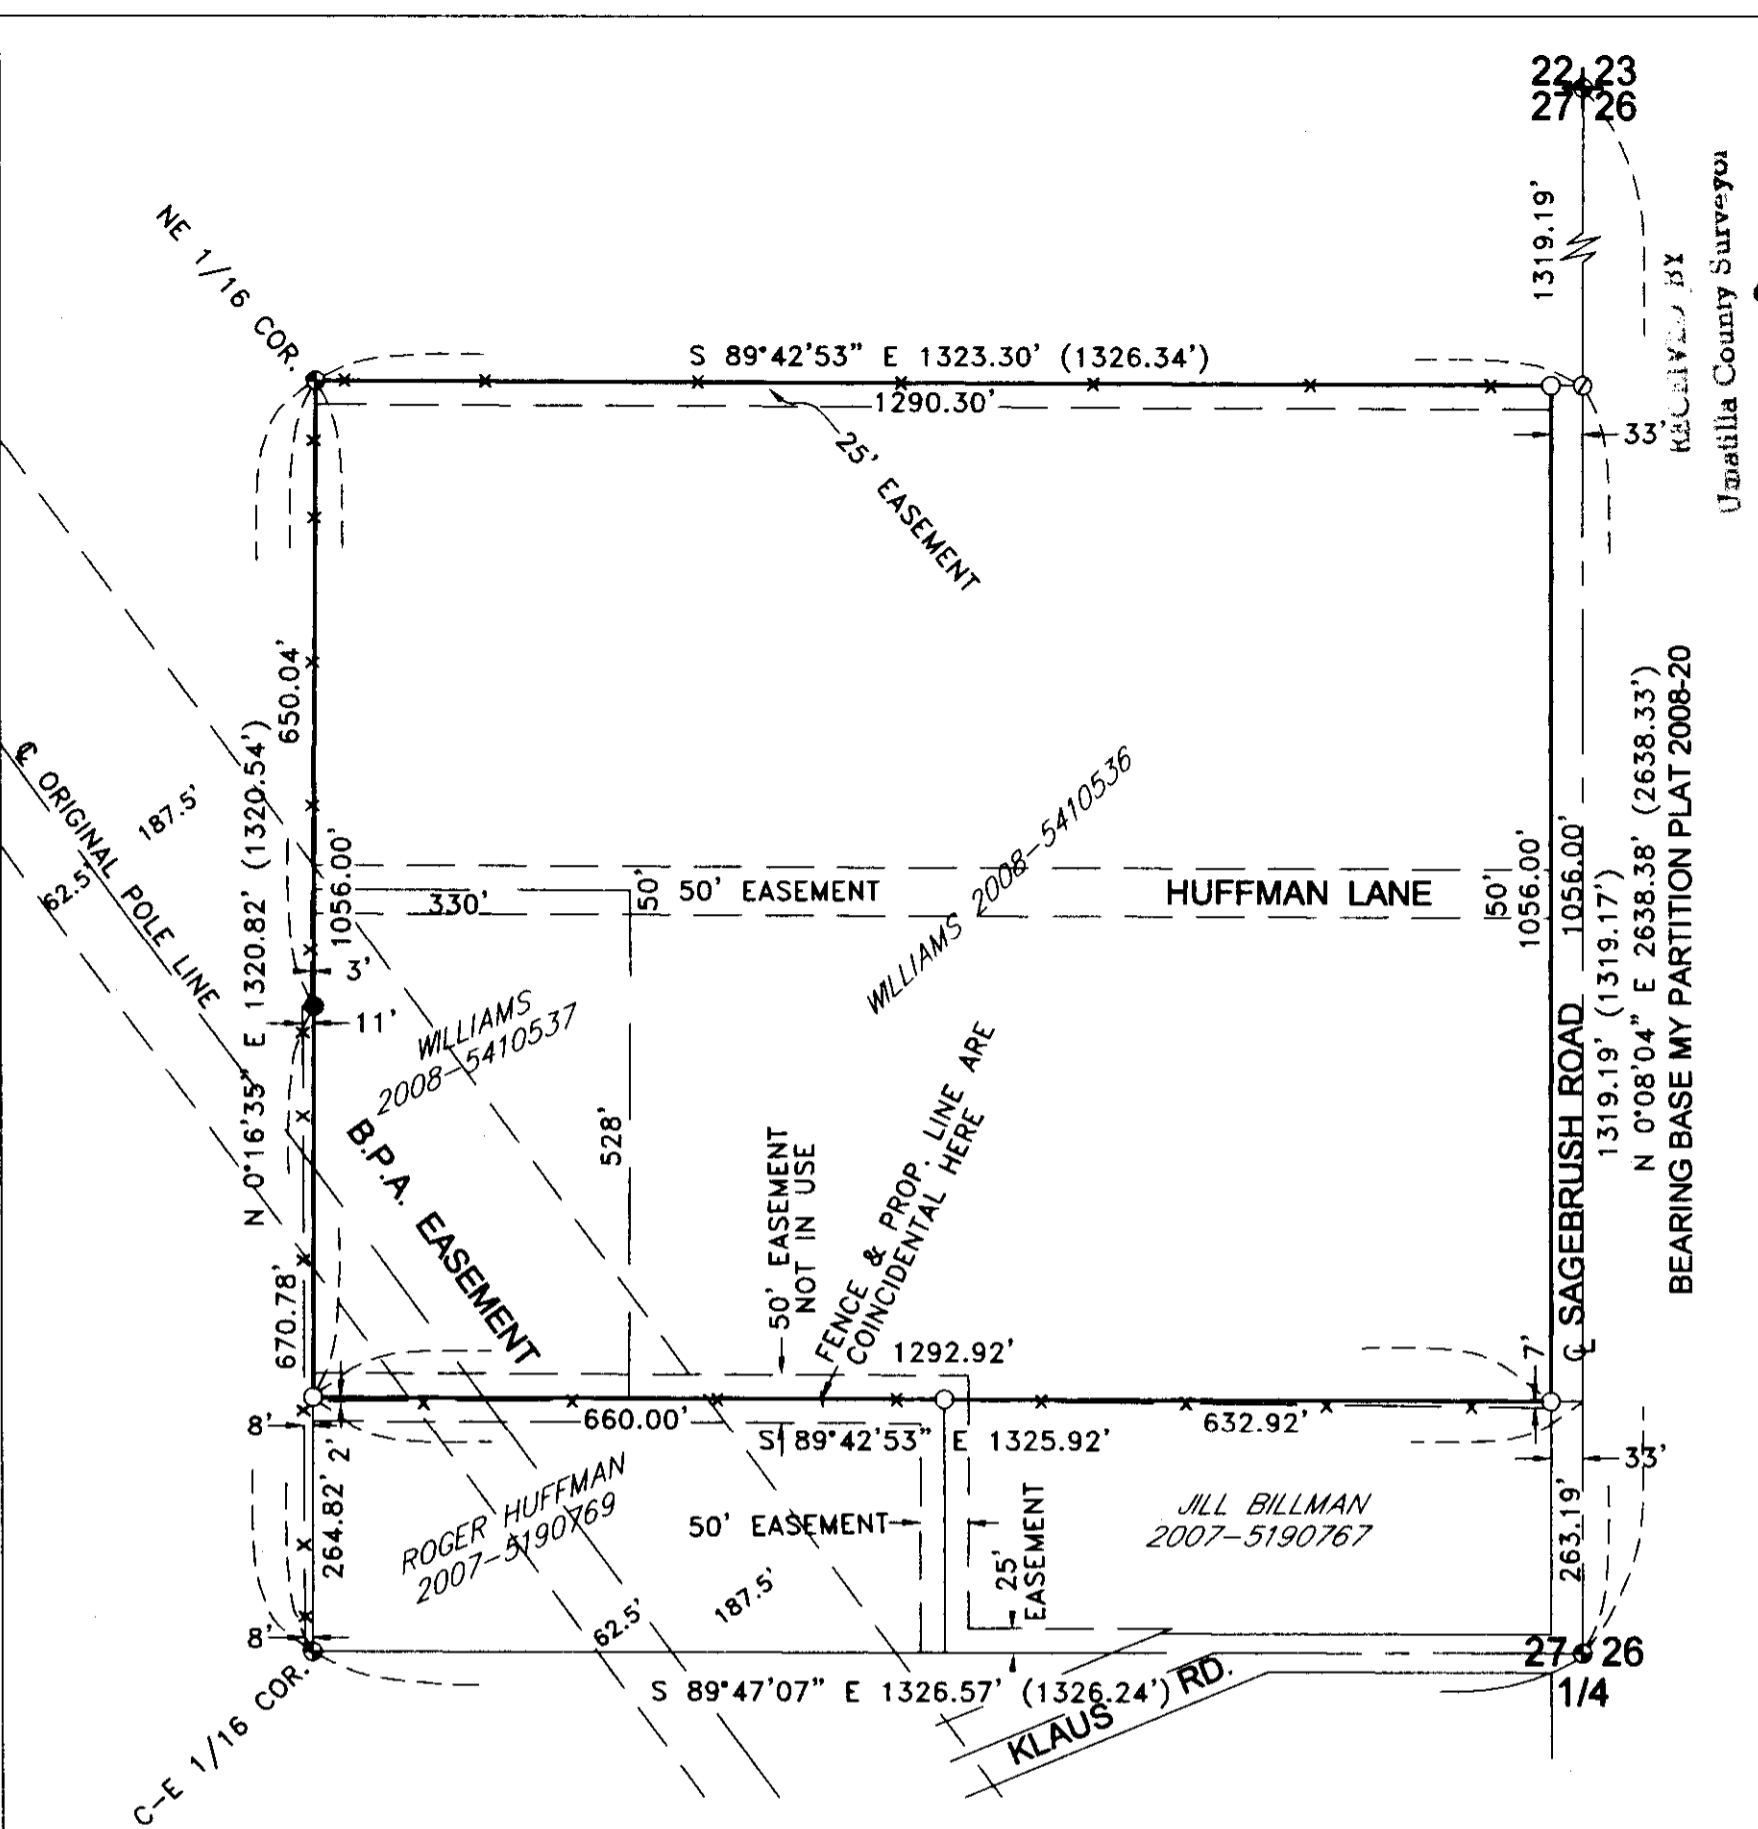 22 23
27 26
1319.19'
RECEIVED BY
Umatilla County Surveyor
NE 1/16 COR.
S 89°42'53" E 1323.30' (1326.34')
1290.30'
25' EASEMENT
33'
650.04'
N 0°16'35" E 1320.82' (1320.54')
1056.00'
℄ ORIGINAL POLE LINE
187.5'
62.5'
330'
50'
50' EASEMENT
HUFFMAN LANE
50'
1056.00'
1056.00'
WILLIAMS 2008-5410536
3'
11'
WILLIAMS
2008-5410537
B.P.A. EASEMENT
528'
50' EASEMENT
NOT IN USE
FENCE & PROP. LINE ARE
COINCIDENTAL HERE
℄ SAGEBRUSH ROAD
1319.19' (1319.17')
N 0°08'04" E 2638.38' (2638.33')
BEARING BASE MY PARTITION PLAT 2008-20
670.78'
1292.92'
7'
8'
2'
660.00'
S 89°42'53" E 1325.92'
632.92'
33'
264.82'
ROGER HUFFMAN
2007-5190769
50' EASEMENT
25'
EASEMENT
JILL BILLMAN
2007-5190767
263.19'
62.5'
187.5'
8'
C-E 1/16 COR.
S 89°47'07" E 1326.57' (1326.24')
KLAUS RD.
27 26
1/4